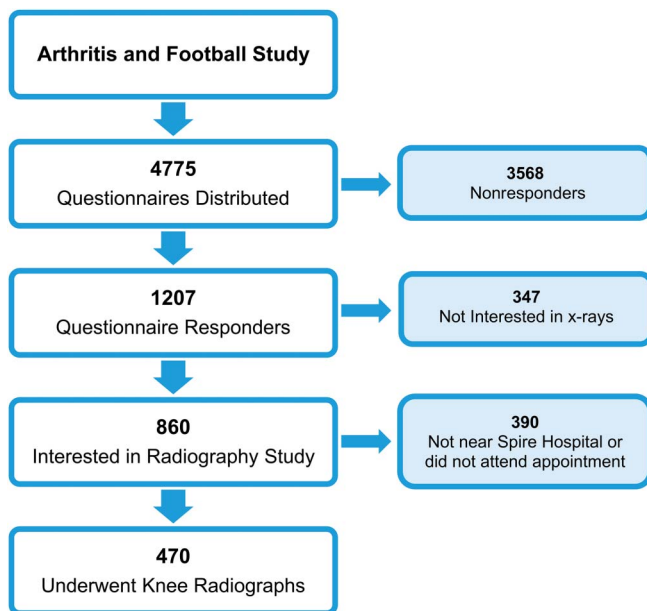 Arthritis and Football Study
4775
Questionnaires Distributed
3568
Nonresponders
1207
Questionnaire Responders
347
Not Interested in x-rays
860
Interested in Radiography Study
390
Not near Spire Hospital or
did not attend appointment
470
Underwent Knee Radiographs